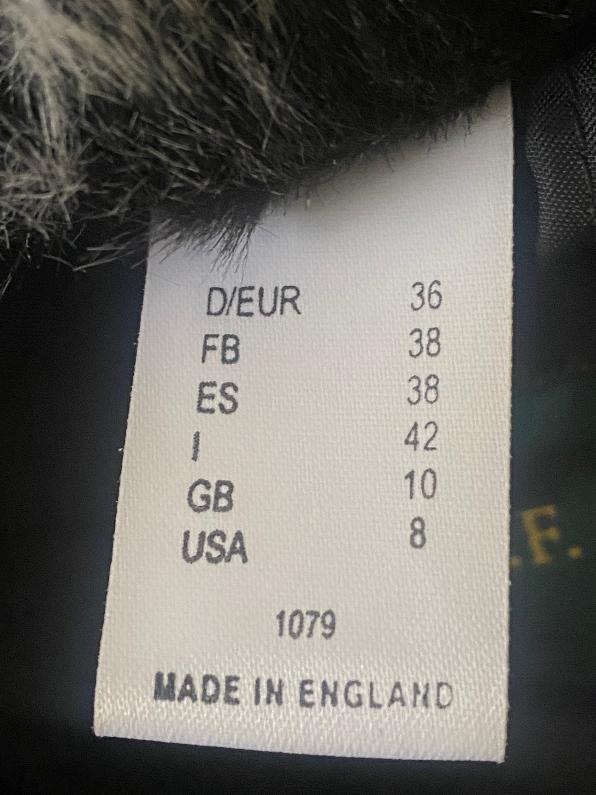 D/EUR 36
FB 38
ES 38
I 42
GB 10
USA 8
1079
MADE IN ENGLAND
.F.